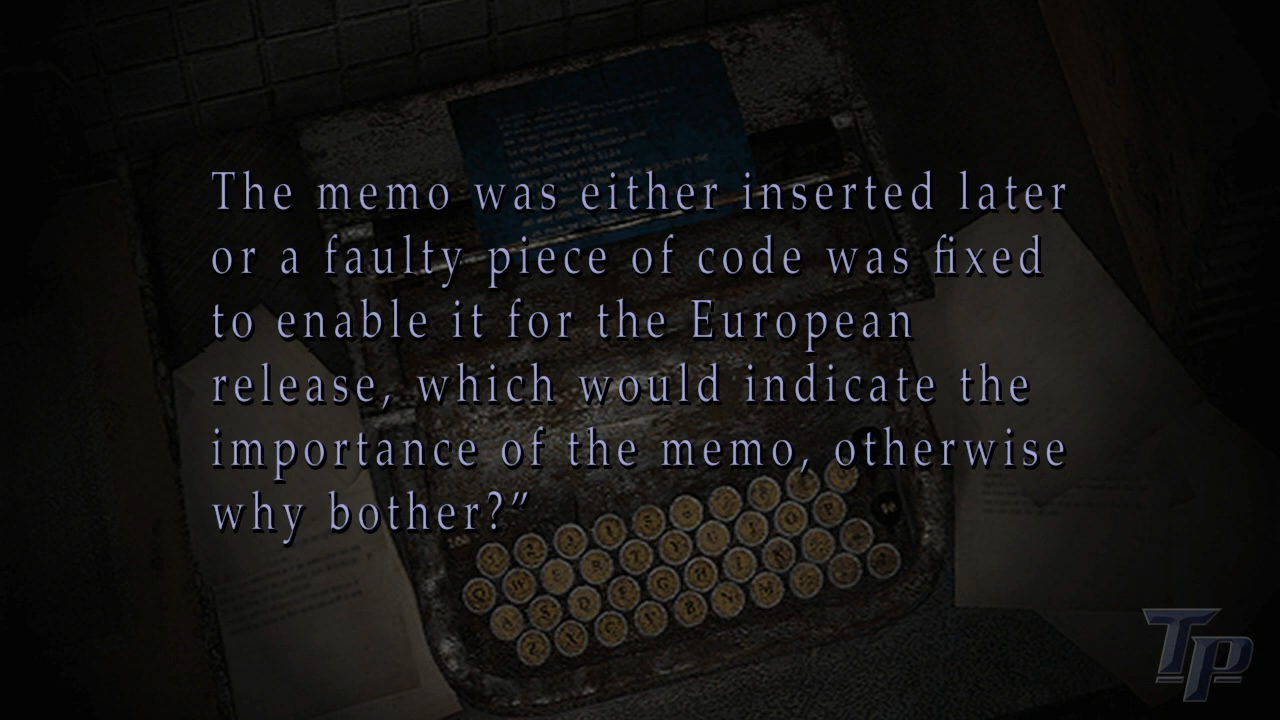 The memo was either inserted later
or a faulty piece of code was fixed
to enable it for the European
release, which would indicate the
importance of the memo, otherwise
why bother?”
TP